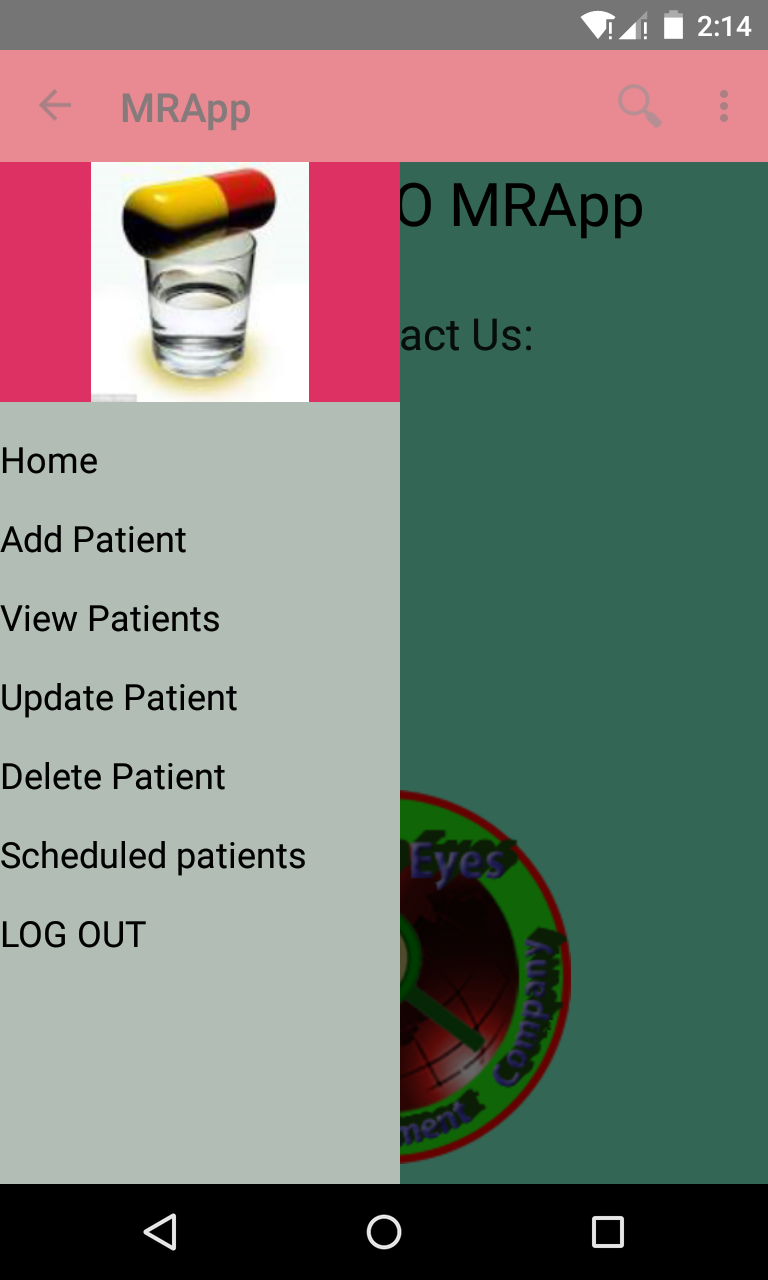 2:14
MRApp
O MRApp
act Us:
Home
Add Patient
View Patients
Update Patient
Delete Patient
Scheduled patients
LOG OUT
Eyes
Company
ment